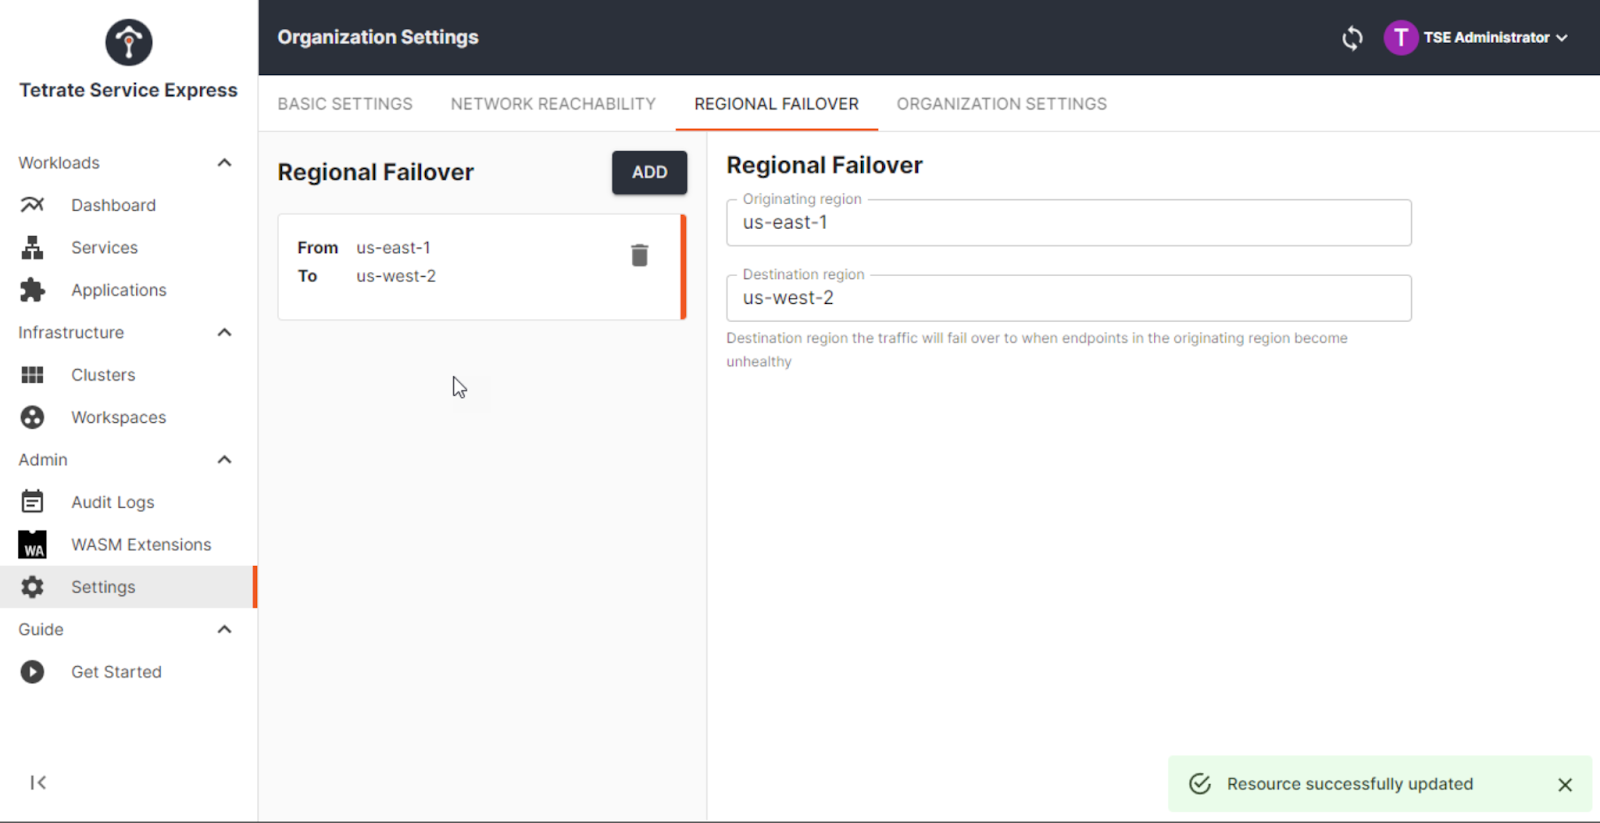 Tetrate Service Express
Workloads
Dashboard
Services
Applications
Infrastructure
Clusters
Workspaces
Admin
Audit Logs
WA
WASM Extensions
Settings
Guide
Get Started
Organization Settings
T
TSE Administrator
BASIC SETTINGS
NETWORK REACHABILITY
REGIONAL FAILOVER
ORGANIZATION SETTINGS
Regional Failover
ADD
From us-east-1
To us-west-2
Regional Failover
Originating region
us-east-1
Destination region
us-west-2
Destination region the traffic will fail over to when endpoints in the originating region become
unhealthy
Resource successfully updated